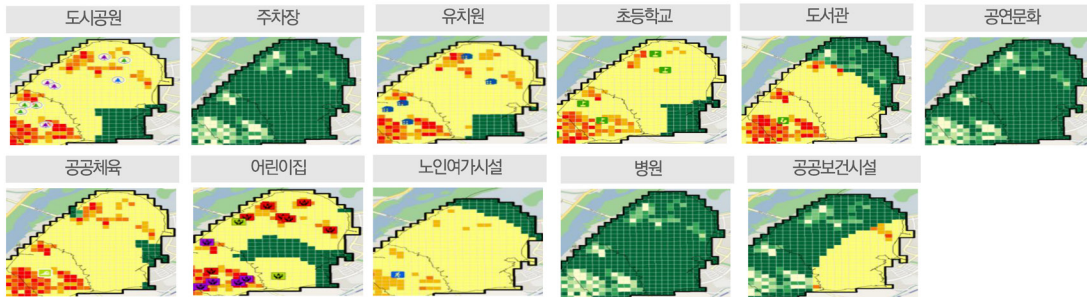 도시공원
주차장
유치원
초등학교
도서관
공연문화
공공체육
어린이집
노인여가시설
병원
공공보건시설